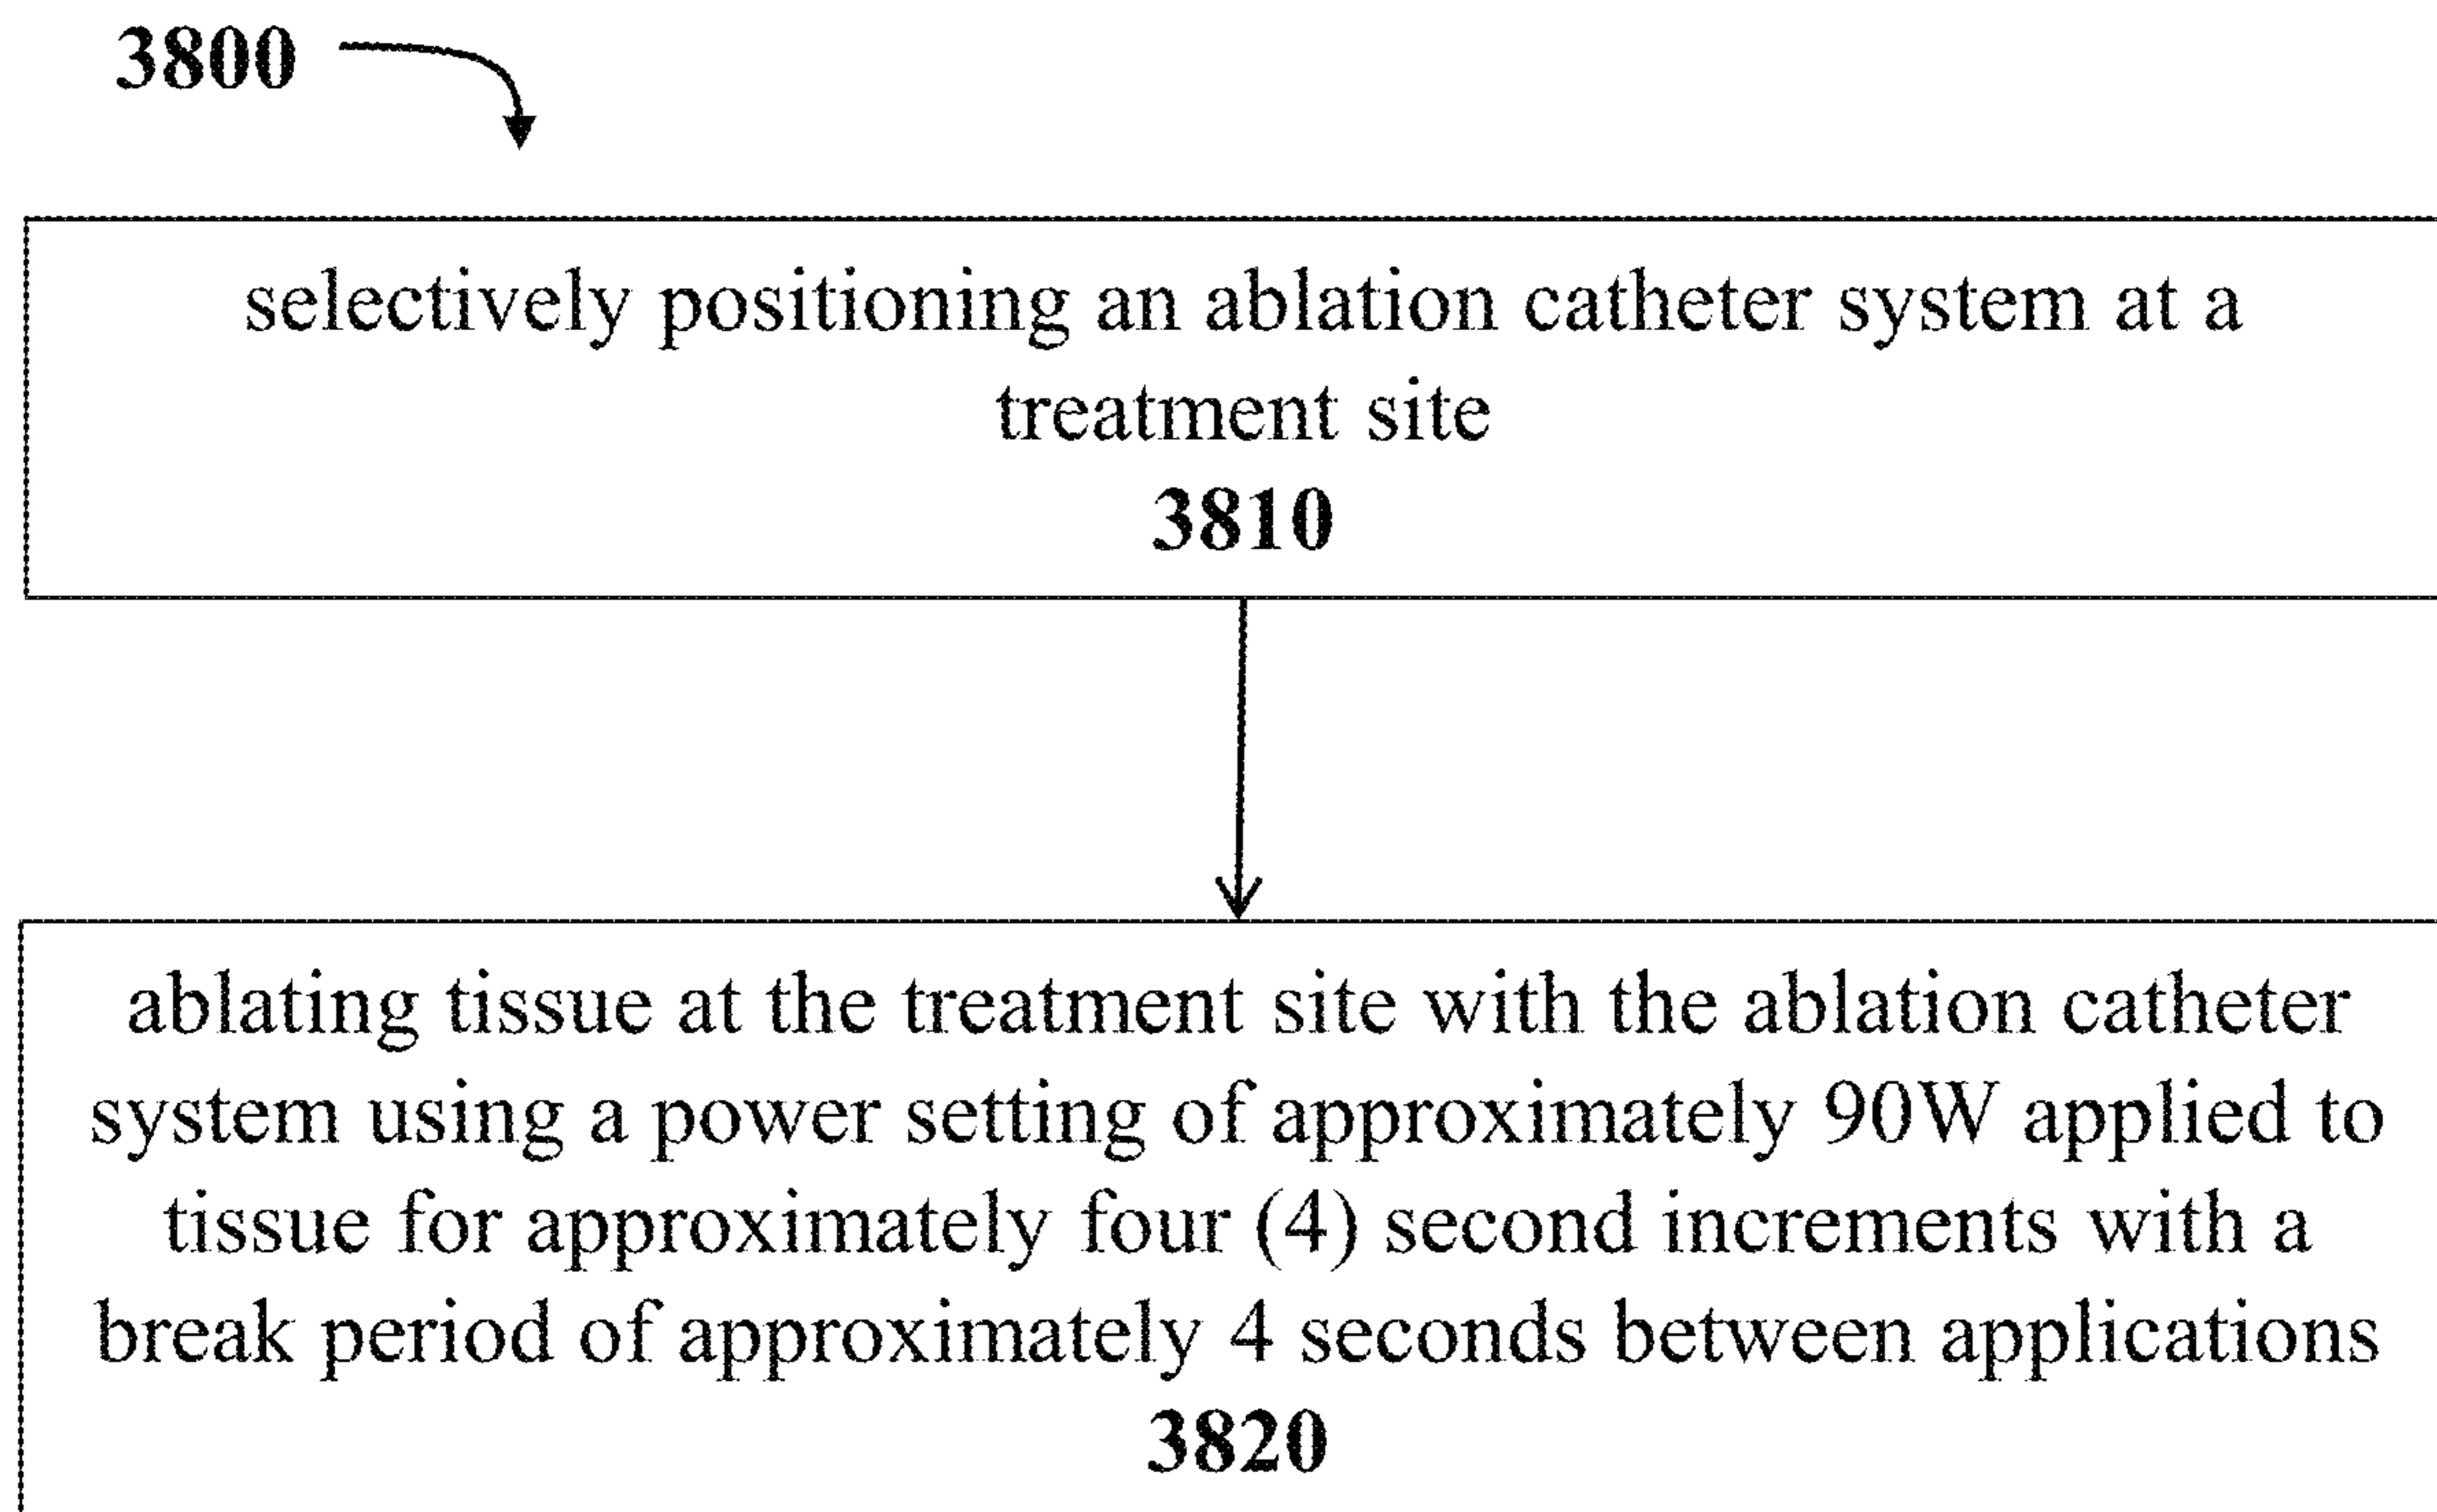 3800
selectively positioning an ablation catheter system at a
treatment site
3810
ablating tissue at the treatment site with the ablation catheter
system using a power setting of approximately 90W applied to
tissue for approximately four (4) second increments with a
break period of approximately 4 seconds between applications
3820